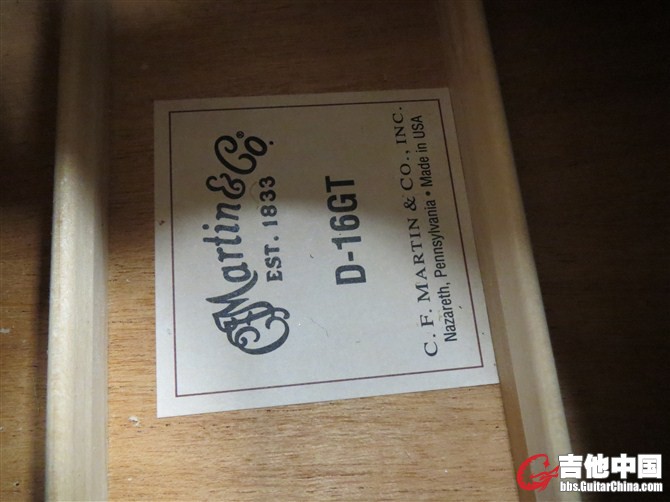 CFMartin & Co®
EST. 1833
D-16GT
C. F. MARTIN & CO., INC.
Nazareth, Pennsylvania • Made in USA
吉他中国
bbs.GuitarChina.com